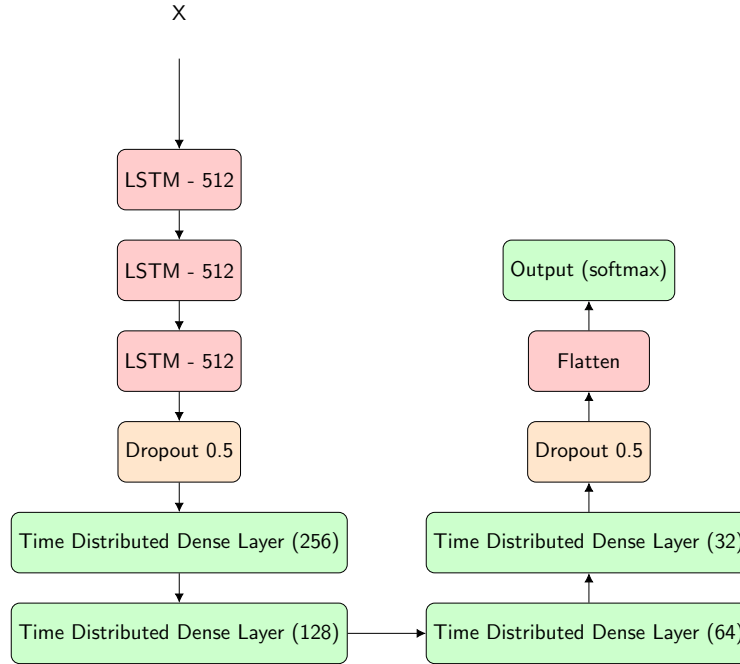 X
LSTM - 512
LSTM - 512
LSTM - 512
Dropout 0.5
Time Distributed Dense Layer (256)
Time Distributed Dense Layer (128)
Output (softmax)
Flatten
Dropout 0.5
Time Distributed Dense Layer (32)
Time Distributed Dense Layer (64)